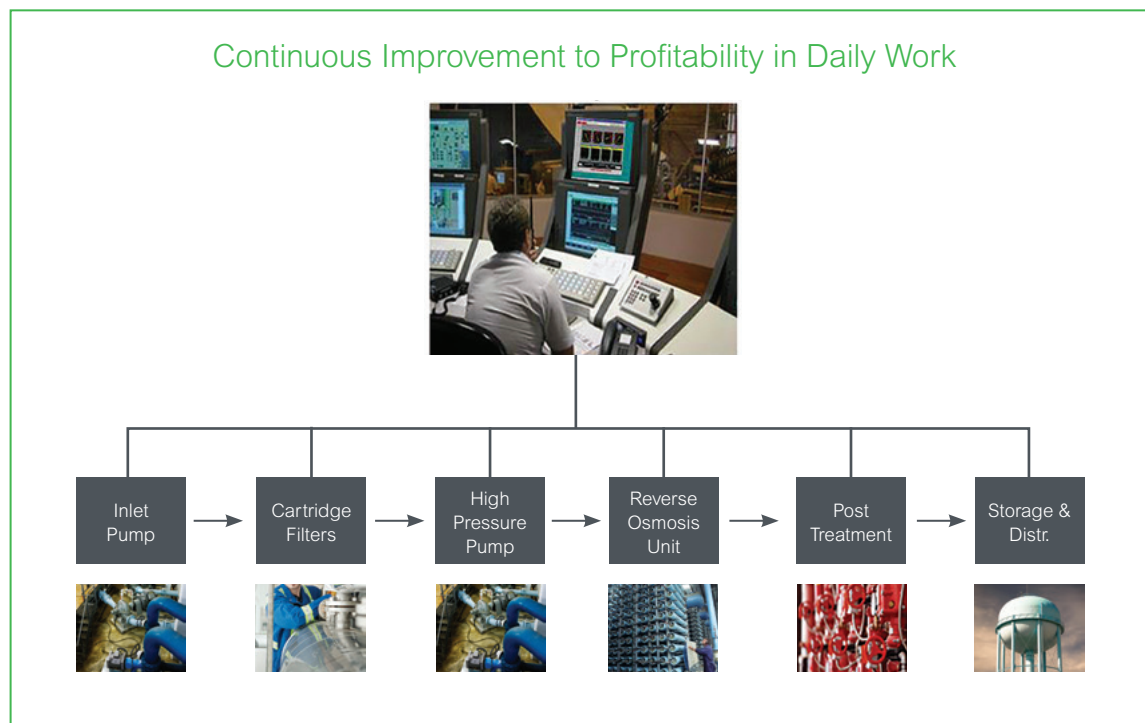 Continuous Improvement to Profitability in Daily Work
Inlet
Pump
Cartridge
Filters
High
Pressure
Pump
Reverse
Osmosis
Unit
Post
Treatment
Storage &
Distr.